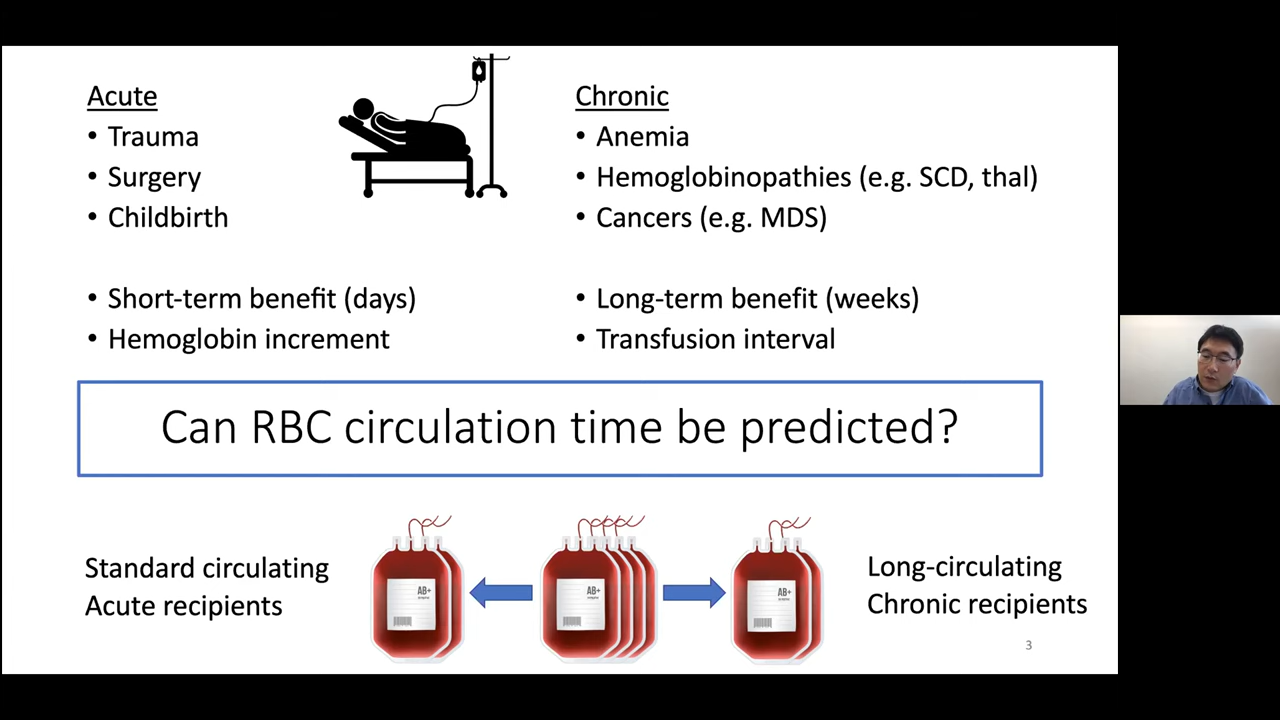 Acute
• Trauma
• Surgery
• Childbirth
• Short-term benefit (days)
• Hemoglobin increment
Chronic
• Anemia
• Hemoglobinopathies (e.g. SCD, thal)
• Cancers (e.g. MDS)
• Long-term benefit (weeks)
• Transfusion interval
Can RBC circulation time be predicted?
Standard circulating
Acute recipients
AB+
AB+
AB+
Long-circulating
Chronic recipients
3